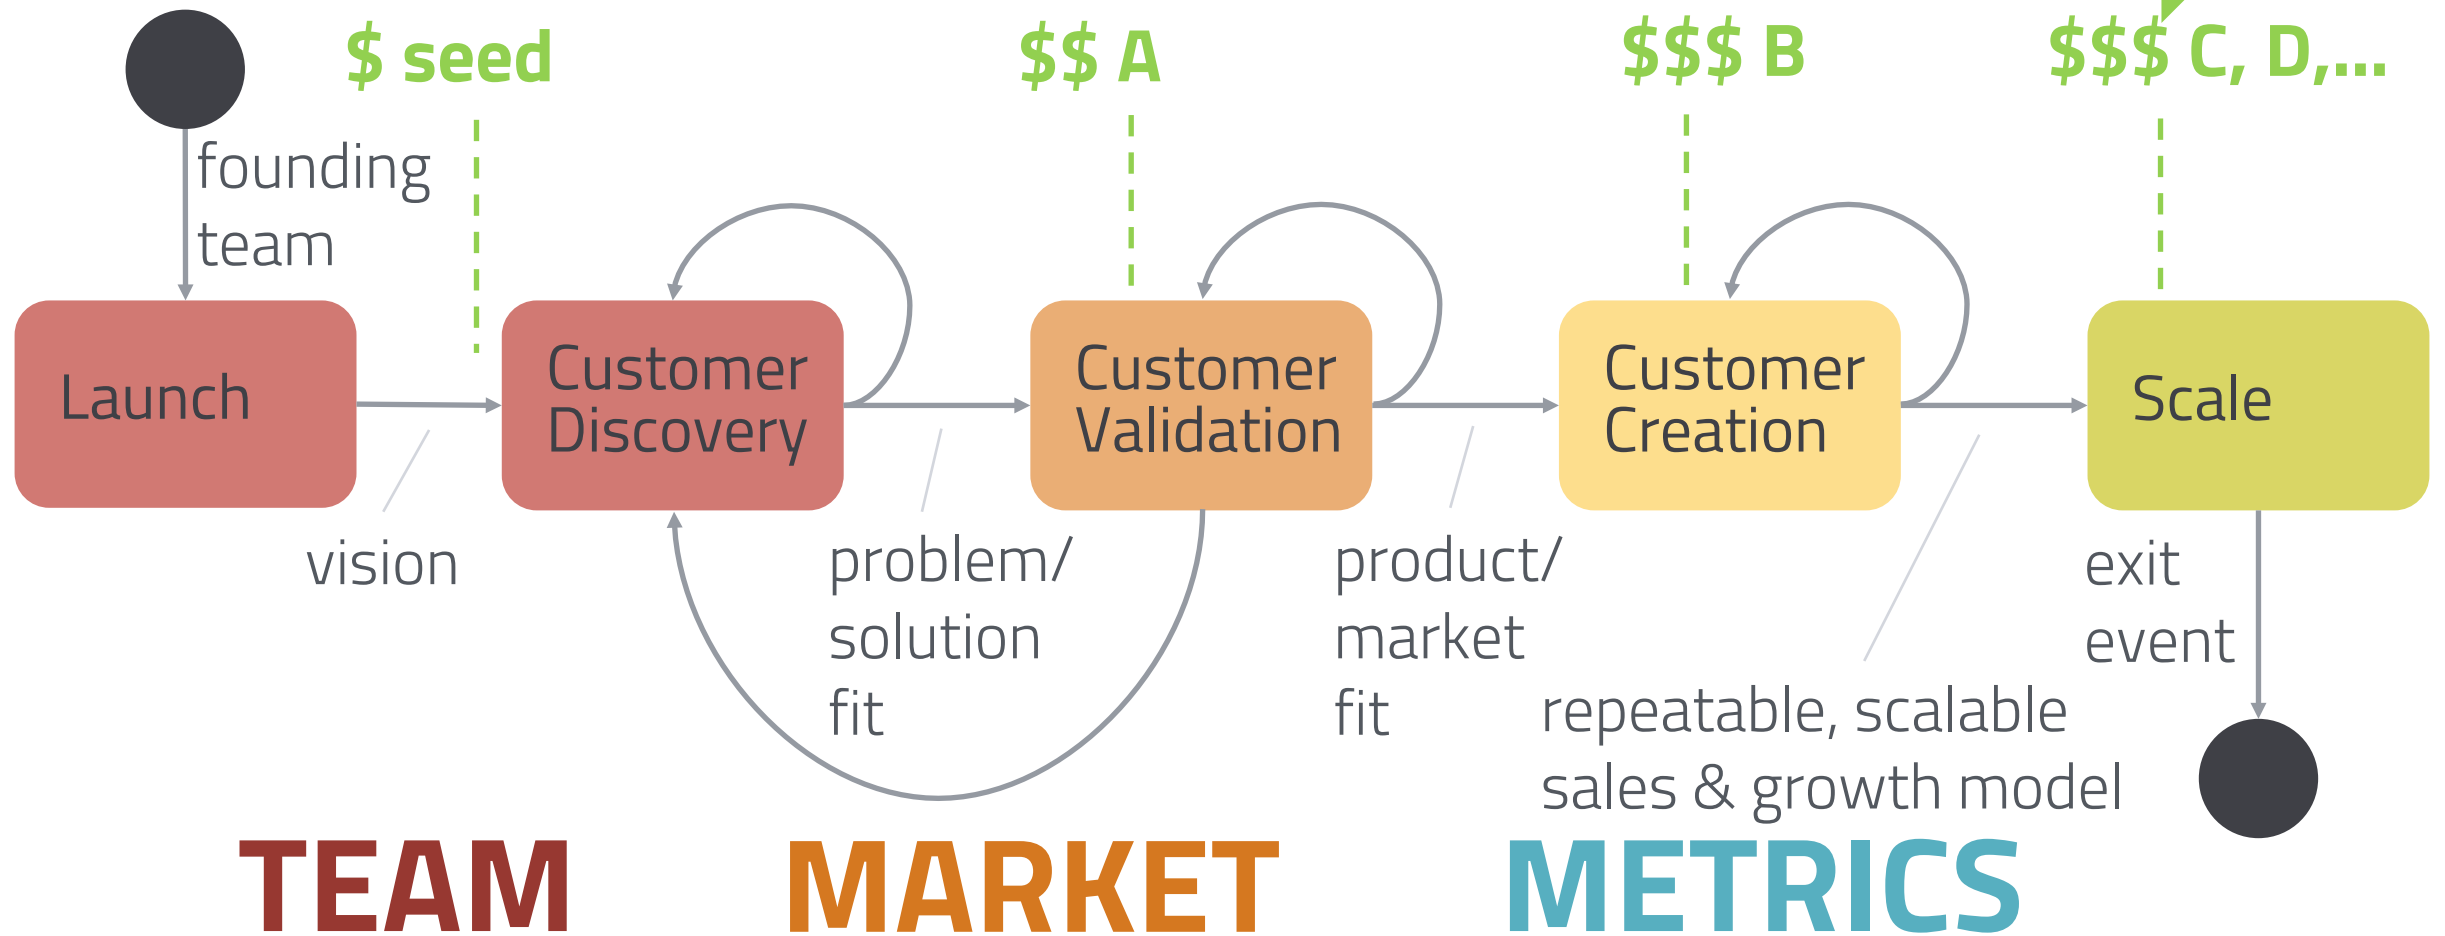 $ seed
$$ A
$$$ B
$$$ C, D,...
founding
team
Launch
Customer
Discovery
Customer
Validation
Customer
Creation
Scale
vision
problem/
solution
fit
product/
market
fit
repeatable, scalable
sales & growth model
exit
event
TEAM
MARKET
METRICS